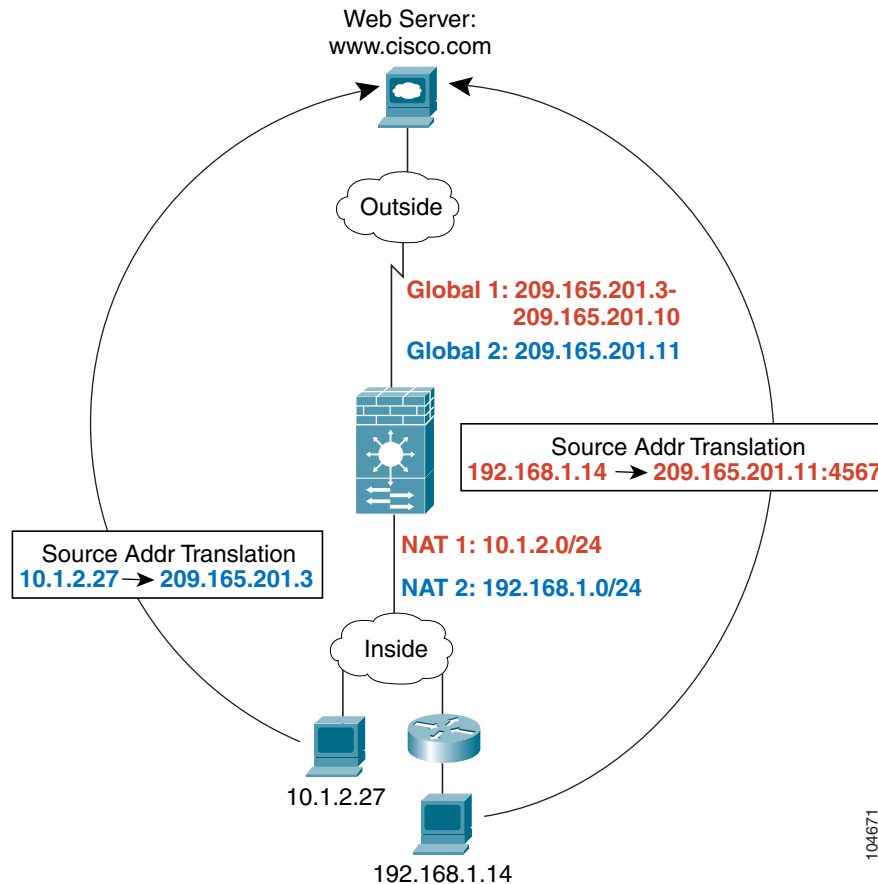 Web Server:
www.cisco.com
Outside
Global 1: 209.165.201.3-
209.165.201.10
Global 2: 209.165.201.11
Source Addr Translation
192.168.1.14 → 209.165.201.11:4567
NAT 1: 10.1.2.0/24
Source Addr Translation
10.1.2.27 → 209.165.201.3
NAT 2: 192.168.1.0/24
Inside
10.1.2.27
192.168.1.14
104671